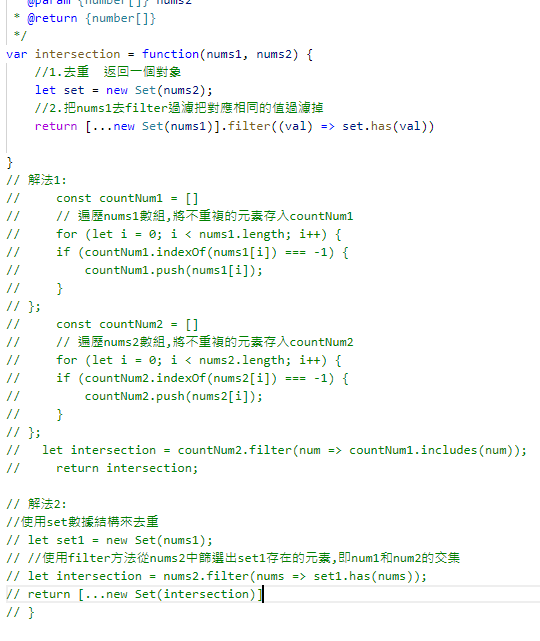 @param {number[]} nums2
* @return {number[]}
*/
var intersection = function(nums1, nums2) {
//1.去重  返回一個對象
let set = new Set(nums2);
//2.把nums1去filter過濾把對應相同的值過濾掉
return [...new Set(nums1)].filter((val) => set.has(val))
}
// 解法1:
//     const countNum1 = []
//     // 遍歷nums1數組,將不重複的元素存入countNum1
//     for (let i = 0; i < nums1.length; i++) {
//     if (countNum1.indexOf(nums1[i]) === -1) {
//         countNum1.push(nums1[i]);
//     }
// };
//     const countNum2 = []
//     // 遍歷nums2數組,將不重複的元素存入countNum2
//     for (let i = 0; i < nums2.length; i++) {
//     if (countNum2.indexOf(nums2[i]) === -1) {
//         countNum2.push(nums2[i]);
//     }
// };
//   let intersection = countNum2.filter(num => countNum1.includes(num));
//     return intersection;
// 解法2:
//使用set數據結構來去重
// let set1 = new Set(nums1);
// //使用filter方法從nums2中篩選出set1存在的元素,即num1和num2的交集
// let intersection = nums2.filter(nums => set1.has(nums));
// return [...new Set(intersection)]
// }